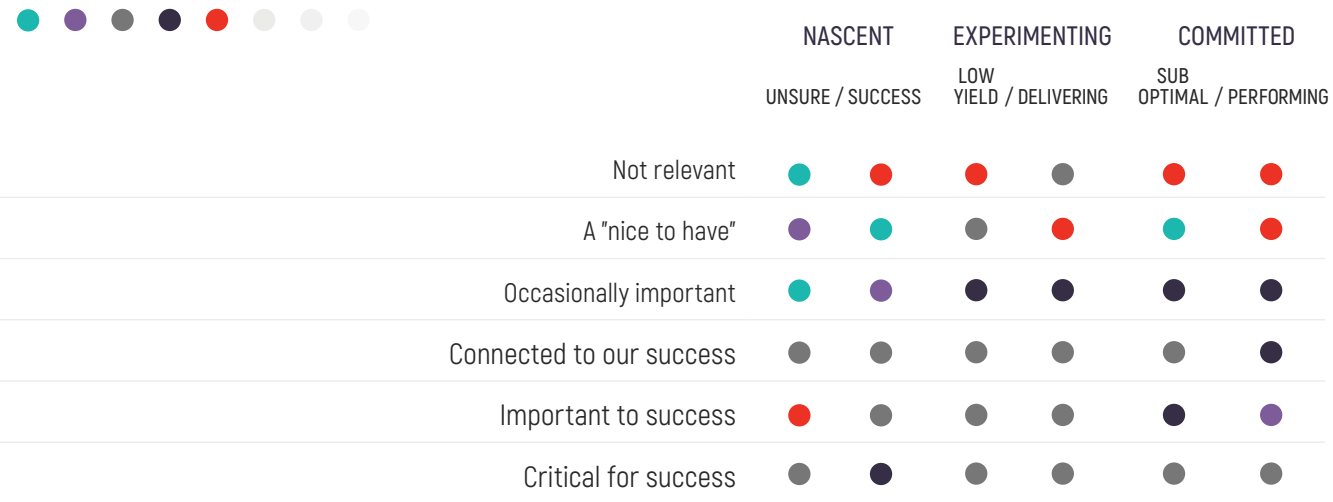 NASCENT EXPERIMENTING COMMITTED
LOW SUB
UNSURE / SUCCESS YIELD / DELIVERING OPTIMAL / PERFORMING
Not relevant
A "nice to have"
Occasionally important
Connected to our success
Important to success
Critical for success